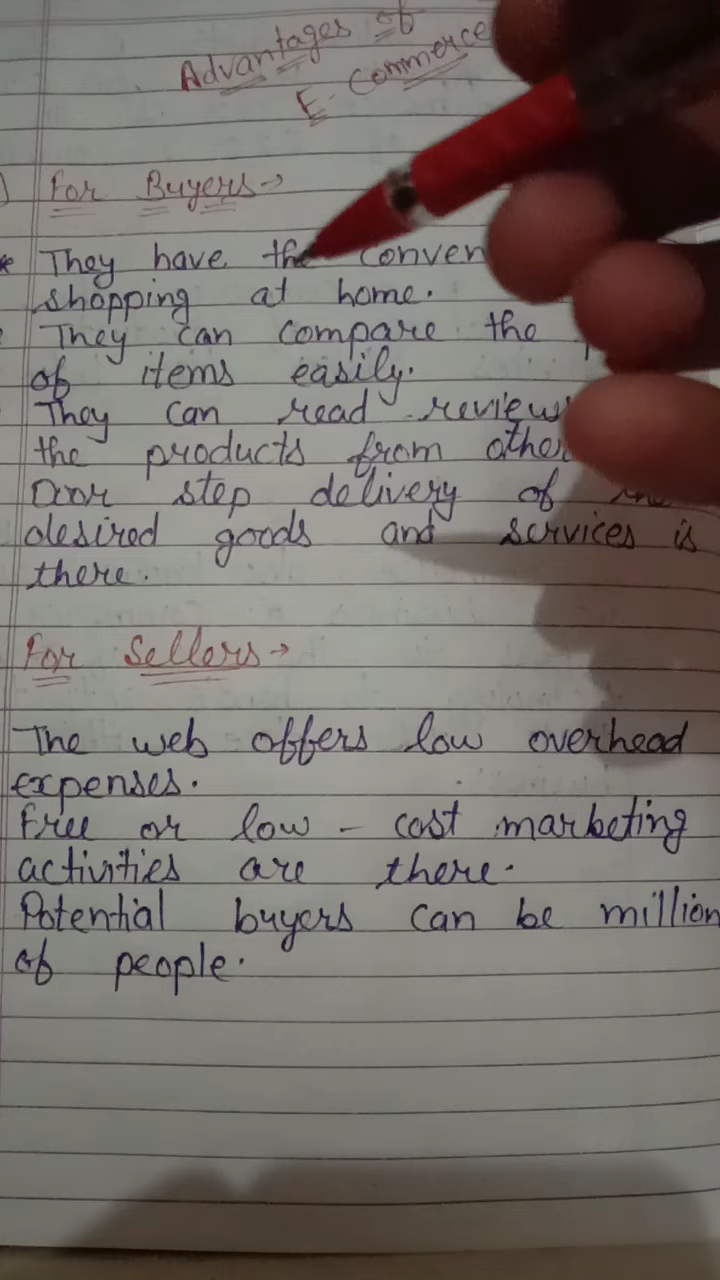 Advantages of
E-Commerce
For Buyers→
* They have the conven
shopping at home.
They can compare the
of items easily.
They can read review
the products from othe
Door step delivery of the
desired goods and services is
there.
For Sellers→
The web offers low overhead
expenses.
Free or low - cost marketing
activities are there.
Potential buyers can be million
of people.